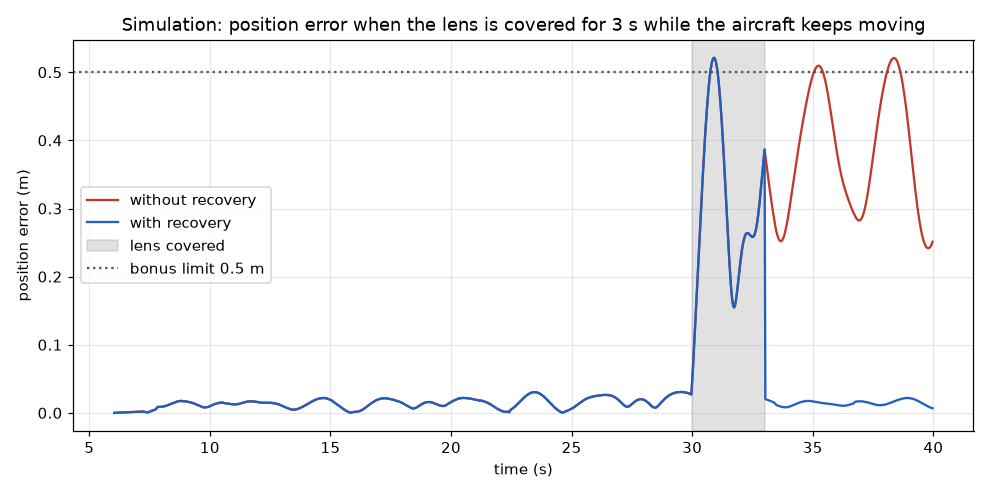 Simulation: position error when the lens is covered for 3 s while the aircraft keeps moving
position error (m)
0.5
0.4
0.3
0.2
0.1
0.0
without recovery
with recovery
lens covered
bonus limit 0.5 m
5 10 15 20 25 30 35 40
time (s)